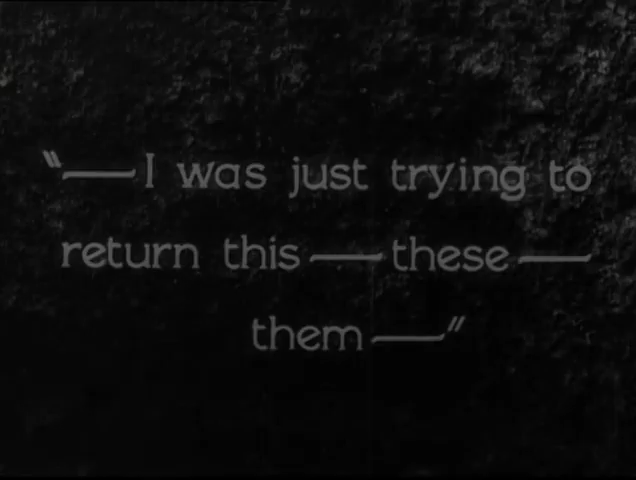 "—I was just trying to
return this—these—
them—"